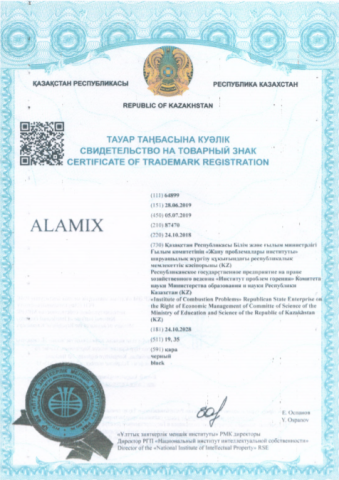 ҚАЗАҚСТАН РЕСПУБЛИКАСЫ
РЕСПУБЛИКА КАЗАХСТАН
REPUBLIC OF KAZAKHSTAN
ТАУАР ТАҢБАСЫНА КУӘЛІК
СВИДЕТЕЛЬСТВО НА ТОВАРНЫЙ ЗНАК
CERTIFICATE OF TRADEMARK REGISTRATION
ALAMIX
(111) 64899
(151) 28.06.2019
(450) 05.07.2019
(210) 87470
(220) 24.10.2018
(730) Қазақстан Республикасы Білім және ғылым министрлігі
Ғылым комитетінің «Жану проблемалары институты»
шаруашылық жүргізу құқығындағы республикалық
мемлекеттік кәсіпорны (KZ)
Республиканское государственное предприятие на праве
хозяйственного ведения «Институт проблем горения» Комитета
науки Министерства образования и науки Республики
Казахстан (KZ)
«Institute of Combustion Problems» Republican State Enterprise on
the Right of Economic Management of Committee of Science of the
Ministry of Education and Science of the Republic of Kazakhstan
(KZ)
(181) 24.10.2028
(511) 19, 35
(591) қара
черный
black
Е. Оспанов
Y. Ospanov
«Ұлттық зияткерлік меншік институты» РМК директоры
Директор РГП «Национальный институт интеллектуальной собственности»
Director of the «National Institute of Intellectual Property» RSE